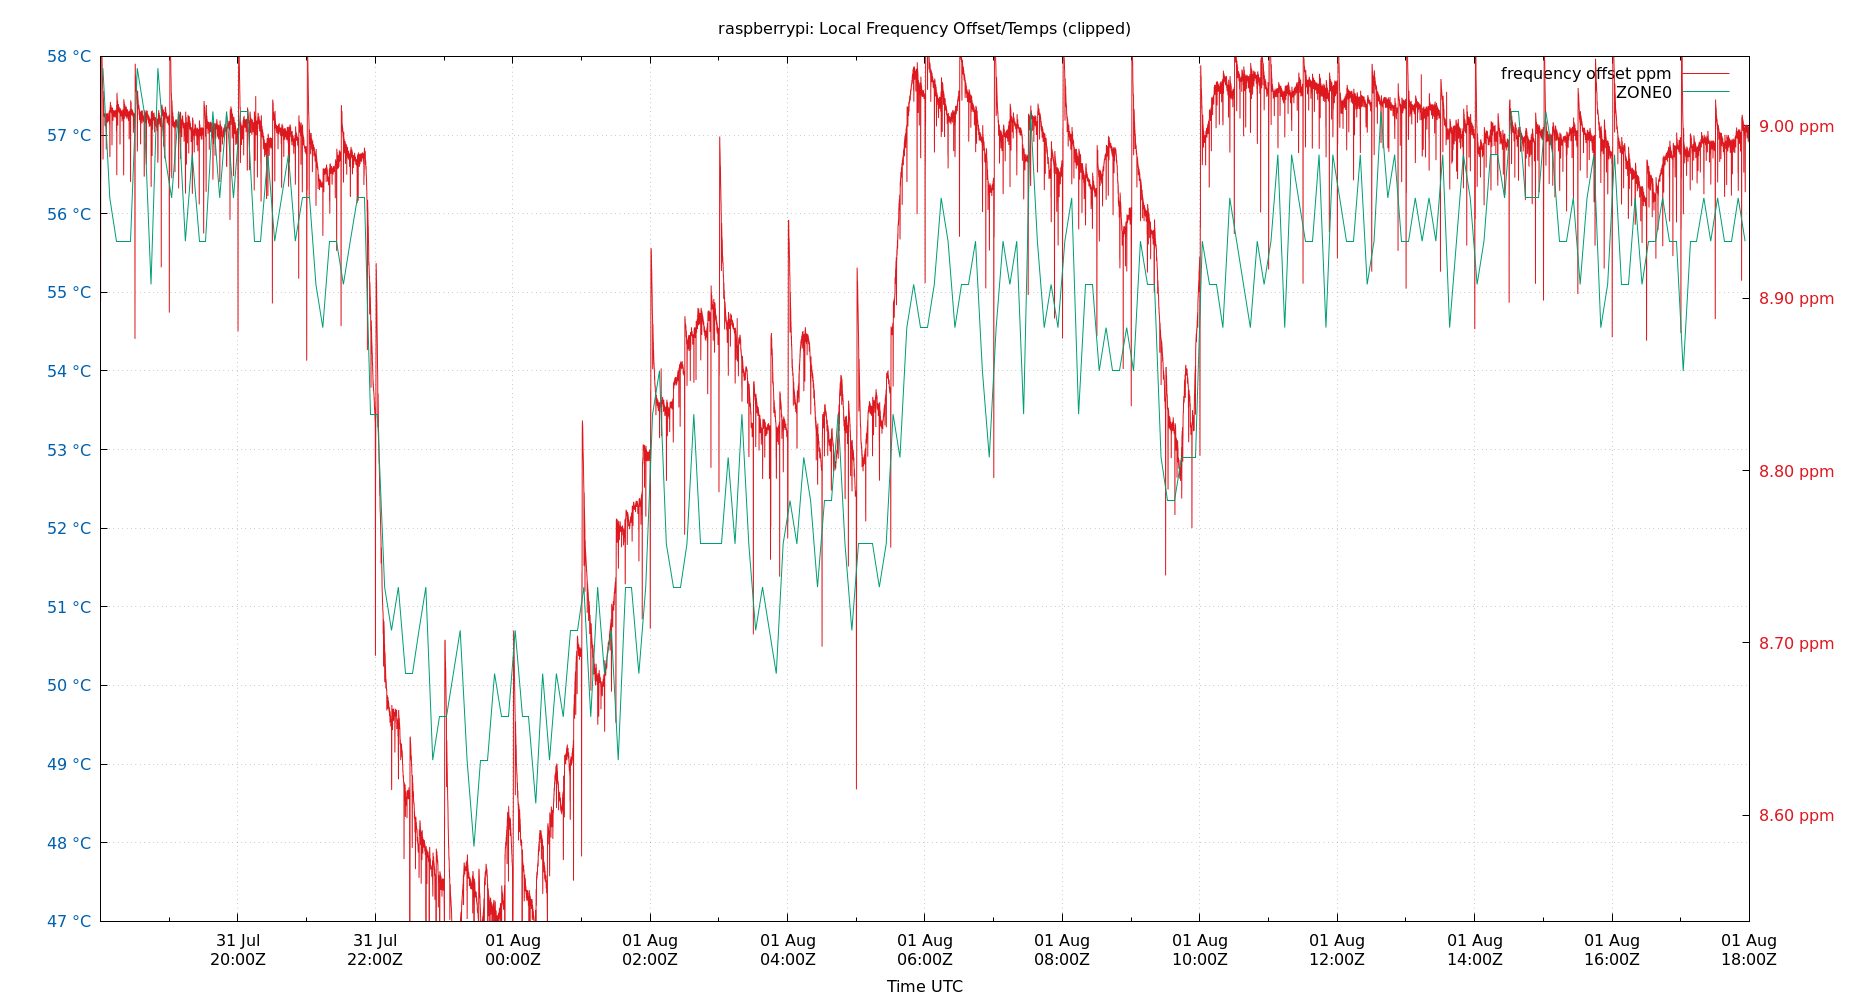 raspberrypi: Local Frequency Offset/Temps (clipped)
58 °C
57 °C
56 °C
55 °C
54 °C
53 °C
52 °C
51 °C
50 °C
49 °C
48 °C
47 °C
frequency offset ppm
ZONE0
9.00 ppm
8.90 ppm
8.80 ppm
8.70 ppm
8.60 ppm
31 Jul
20:00Z
31 Jul
22:00Z
01 Aug
00:00Z
01 Aug
02:00Z
01 Aug
04:00Z
01 Aug
06:00Z
01 Aug
08:00Z
01 Aug
10:00Z
01 Aug
12:00Z
01 Aug
14:00Z
01 Aug
16:00Z
01 Aug
18:00Z
Time UTC